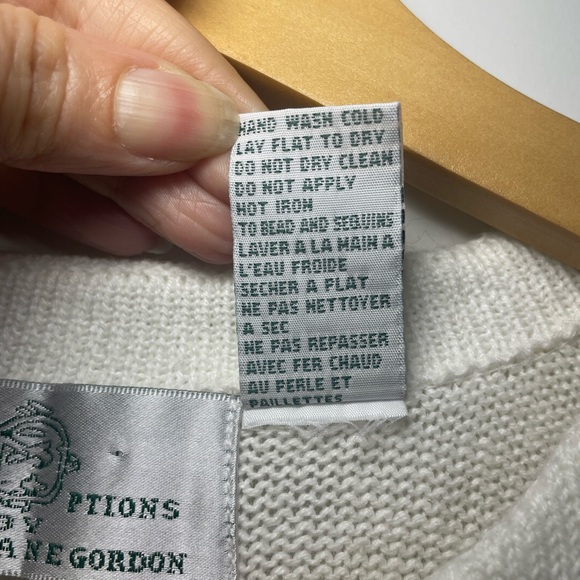 HAND WASH COLD
LAY FLAT TO DRY
DO NOT DRY CLEAN
DO NOT APPLY
HOT IRON
TO BEAD AND SEQUINS
LAVER A LA MAIN A
L'EAU FROIDE
SECHER A PLAT
NE PAS NETTOYER
A SEC
NE PAS REPASSER
AVEC FER CHAUD
AU PERLE ET
PAILLETTES
PTIONS
BY
ANE GORDON